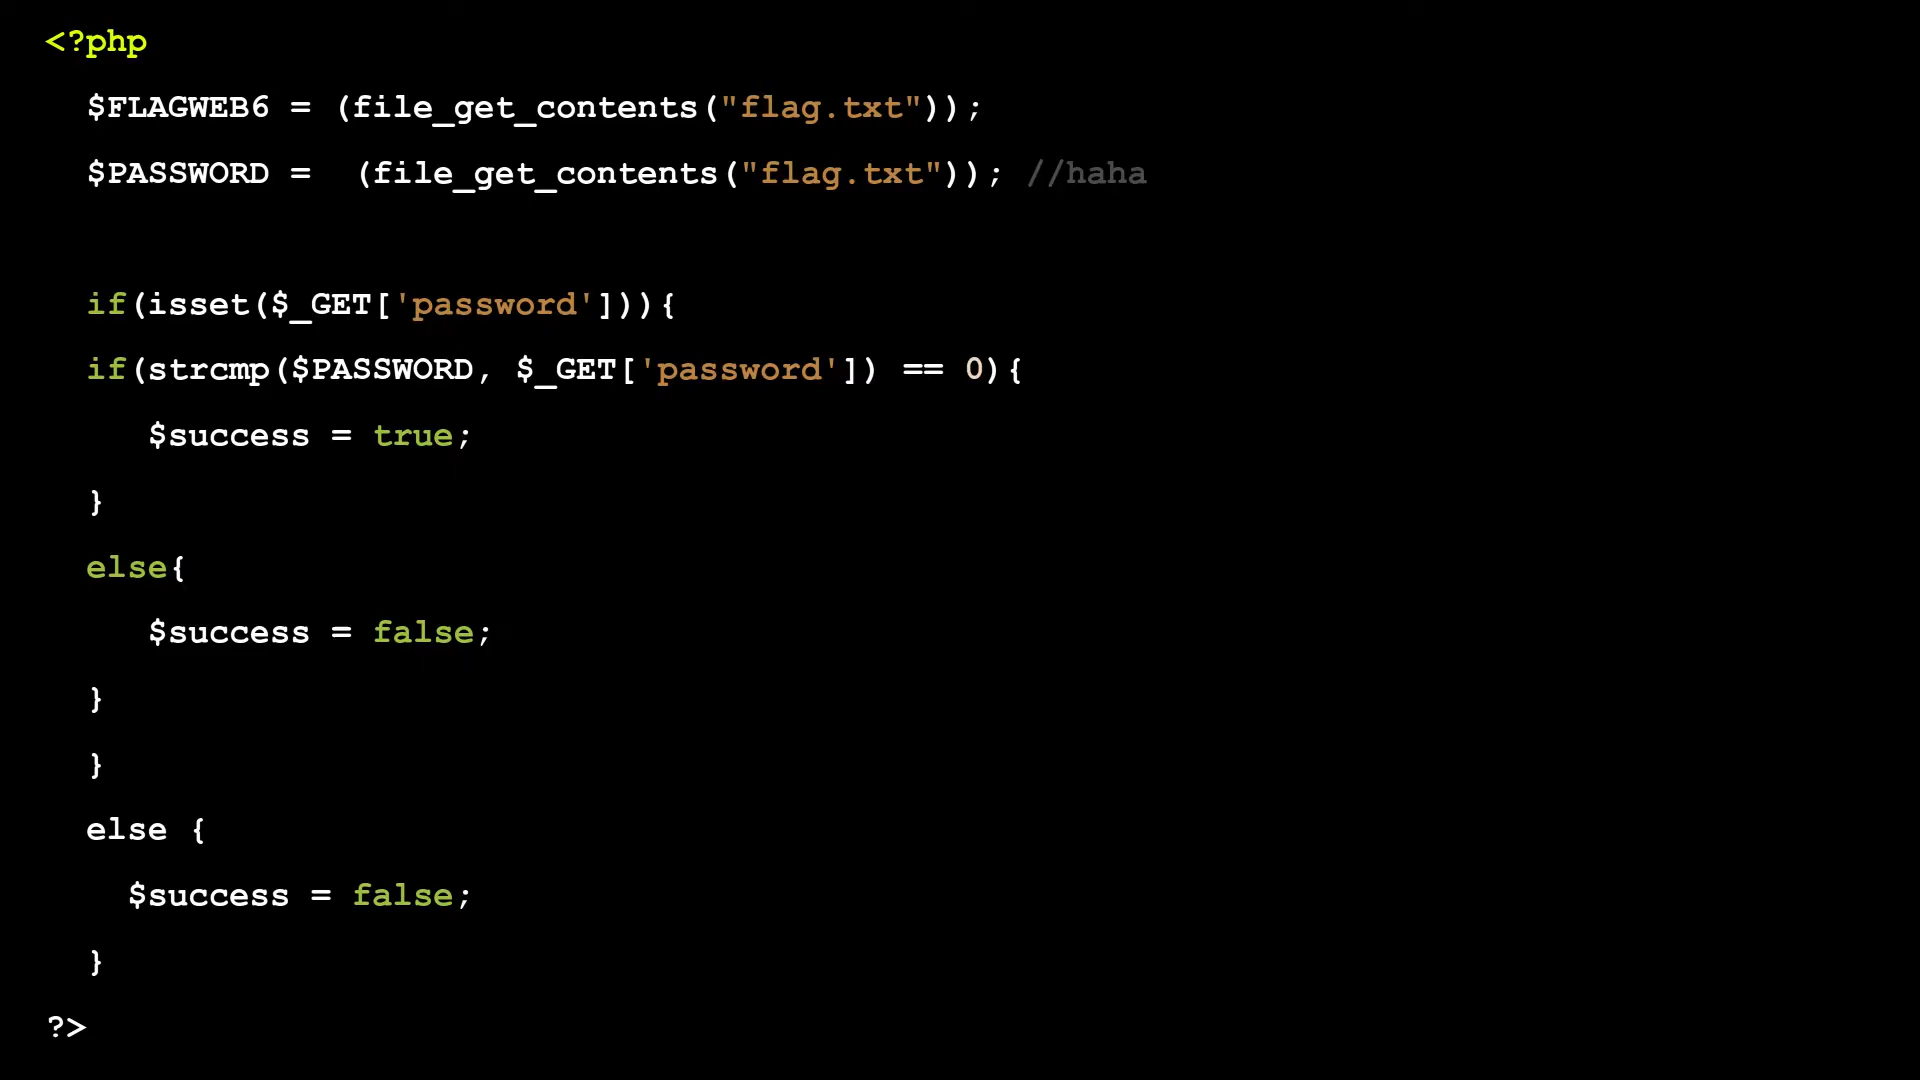 <?php
$FLAGWEB6 = (file_get_contents("flag.txt"));
$PASSWORD =  (file_get_contents("flag.txt")); //haha
if(isset($_GET['password'])){
if(strcmp($PASSWORD, $_GET['password']) == 0){
$success = true;
}
else{
$success = false;
}
}
else {
$success = false;
}
?>